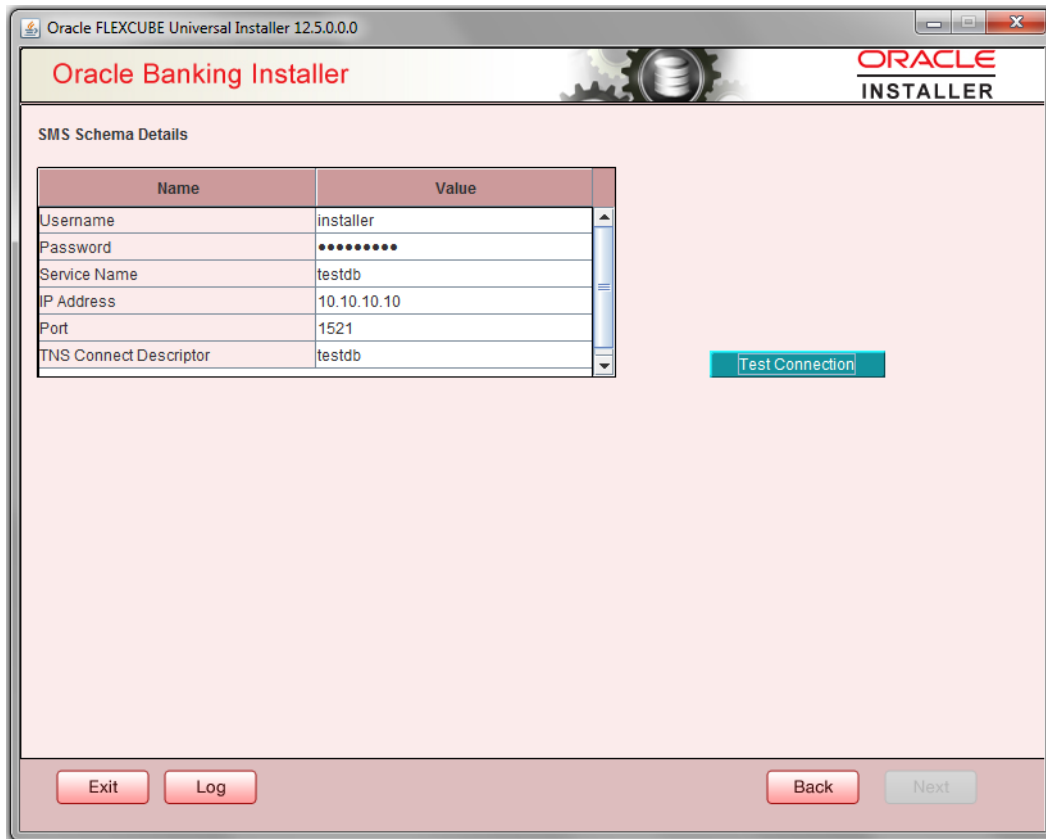 Oracle FLEXCUBE Universal Installer 12.5.0.0.0
Oracle Banking Installer
ORACLE
INSTALLER
SMS Schema Details
Name Value
Username installer
Password •••••••••
Service Name testdb
IP Address 10.10.10.10
Port 1521
TNS Connect Descriptor testdb
Test Connection
Exit Log Back Next